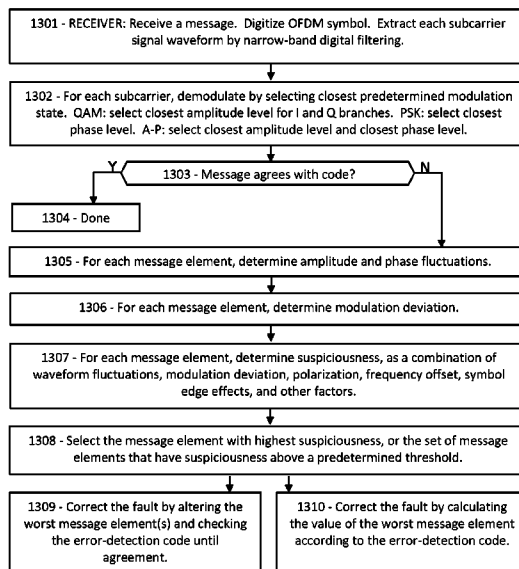 1301 - RECEIVER: Receive a message. Digitize OFDM symbol. Extract each subcarrier
signal waveform by narrow-band digital filtering.
1302 - For each subcarrier, demodulate by selecting closest predetermined modulation
state. QAM: select closest amplitude level for I and Q branches. PSK: select closest
phase level. A-P: select closest amplitude level and closest phase level.
Y
1303 - Message agrees with code?
N
1304 - Done
1305 - For each message element, determine amplitude and phase fluctuations.
1306 - For each message element, determine modulation deviation.
1307 - For each message element, determine suspiciousness, as a combination of
waveform fluctuations, modulation deviation, polarization, frequency offset, symbol
edge effects, and other factors.
1308 - Select the message element with highest suspiciousness, or the set of message
elements that have suspiciousness above a predetermined threshold.
1309 - Correct the fault by altering the
worst message element(s) and checking
the error-detection code until
agreement.
1310 - Correct the fault by calculating
the value of the worst message element
according to the error-detection code.